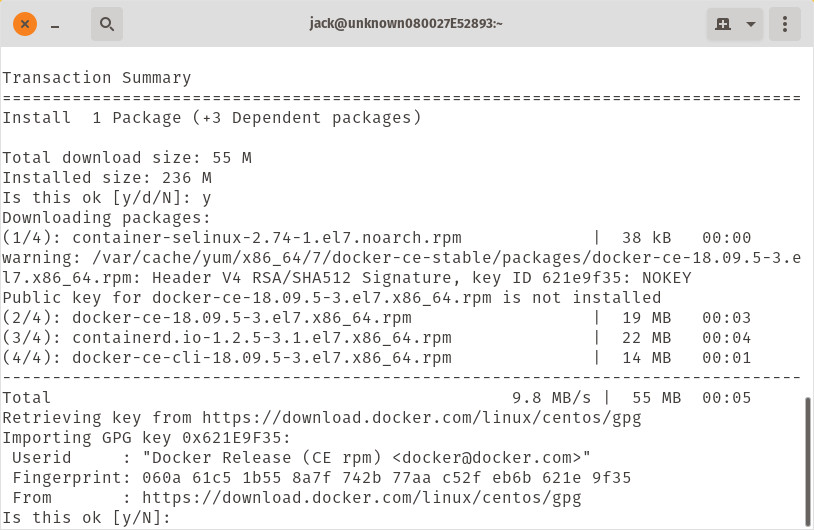 jack@unknown080027E52893:~
Transaction Summary
================================================================================
Install  1 Package (+3 Dependent packages)
Total download size: 55 M
Installed size: 236 M
Is this ok [y/d/N]: y
Downloading packages:
(1/4): container-selinux-2.74-1.el7.noarch.rpm             |  38 kB   00:00
warning: /var/cache/yum/x86_64/7/docker-ce-stable/packages/docker-ce-18.09.5-3.e
l7.x86_64.rpm: Header V4 RSA/SHA512 Signature, key ID 621e9f35: NOKEY
Public key for docker-ce-18.09.5-3.el7.x86_64.rpm is not installed
(2/4): docker-ce-18.09.5-3.el7.x86_64.rpm                  |  19 MB   00:03
(3/4): containerd.io-1.2.5-3.1.el7.x86_64.rpm              |  22 MB   00:04
(4/4): docker-ce-cli-18.09.5-3.el7.x86_64.rpm              |  14 MB   00:01
--------------------------------------------------------------------------------
Total                                              9.8 MB/s |  55 MB  00:05
Retrieving key from https://download.docker.com/linux/centos/gpg
Importing GPG key 0x621E9F35:
 Userid     : "Docker Release (CE rpm) <docker@docker.com>"
 Fingerprint: 060a 61c5 1b55 8a7f 742b 77aa c52f eb6b 621e 9f35
 From       : https://download.docker.com/linux/centos/gpg
Is this ok [y/N]: